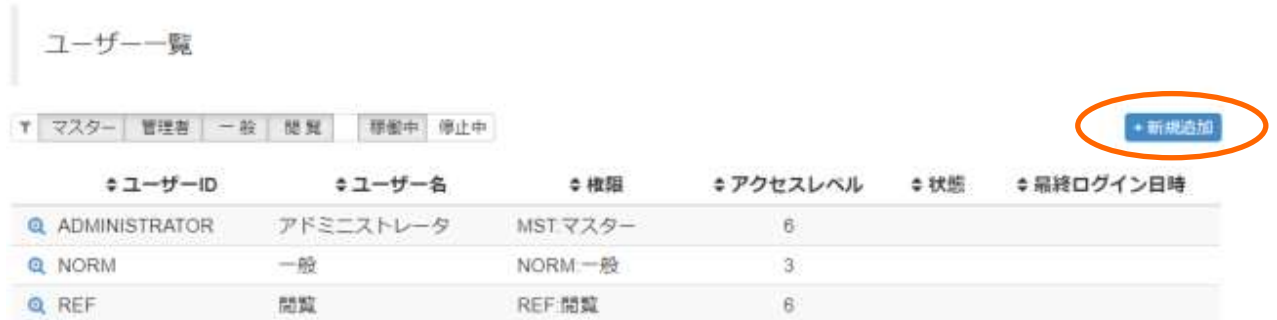 ユーザー一覧
マスター 管理者 一般 閲覧 稼働中 停止中 +新規追加
ユーザーID ユーザー名 権限 アクセスレベル 状態 最終ログイン日時
ADMINISTRATOR アドミニストレータ MST:マスター 6
NORM 一般 NORM:一般 3
REF 閲覧 REF:閲覧 6